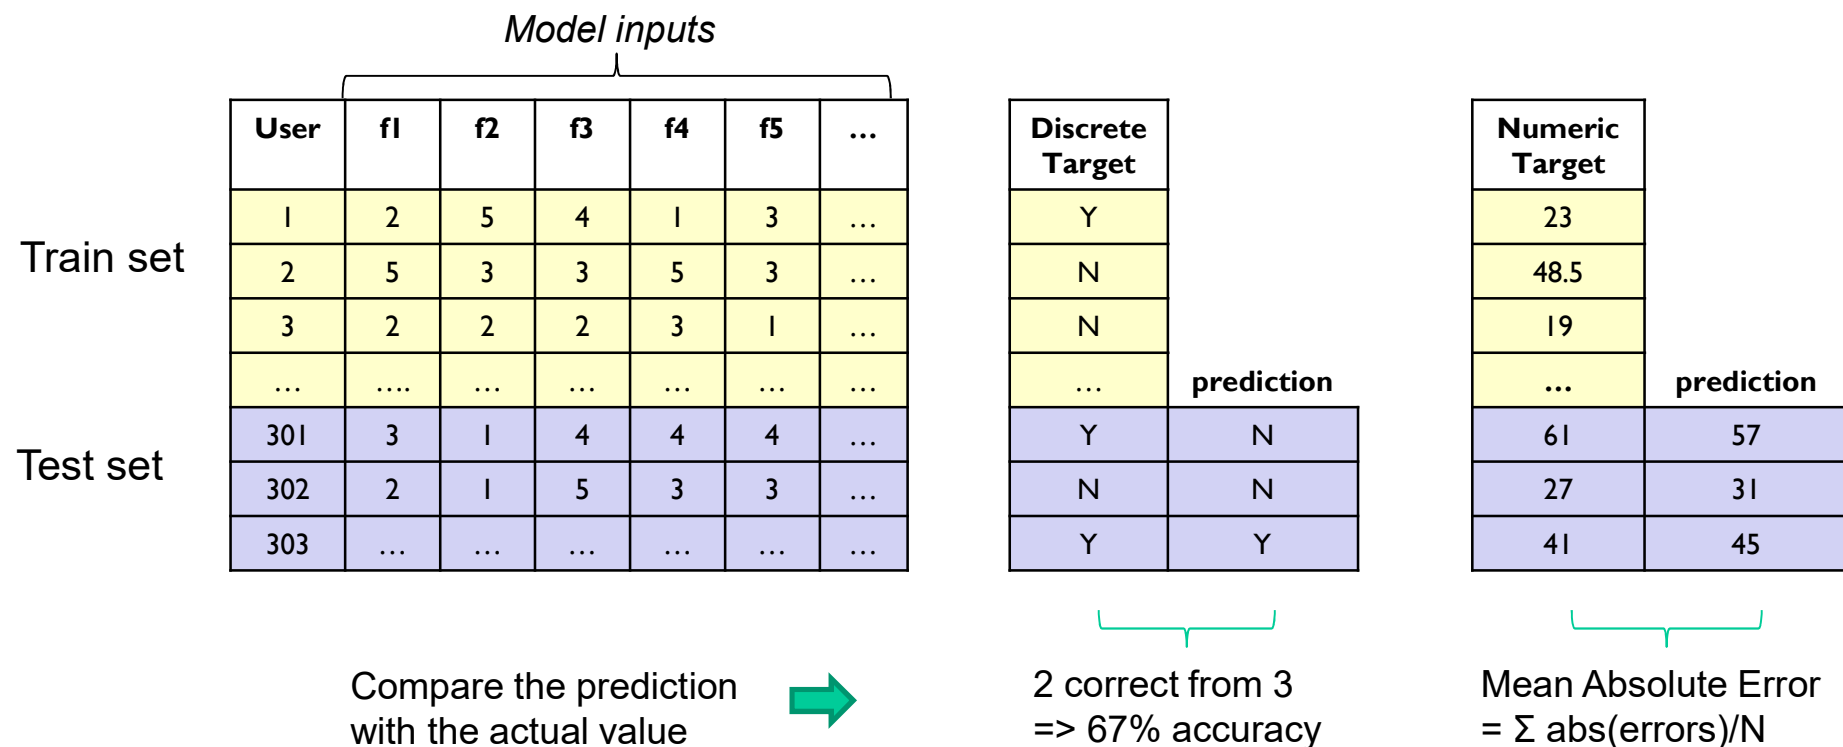 Model inputs
User f1 f2 f3 f4 f5 …
Discrete
Target
Numeric
Target
Train set
1 2 5 4 1 3 … Y 23
2 5 3 3 5 3 … N 48.5
3 2 2 2 3 1 … N 19
… …. … … … … … … prediction … prediction
Test set
301 3 1 4 4 4 … Y N 61 57
302 2 1 5 3 3 … N N 27 31
303 … … … … … … Y Y 41 45
Compare the prediction
with the actual value
2 correct from 3
=> 67% accuracy
Mean Absolute Error
= Σ abs(errors)/N